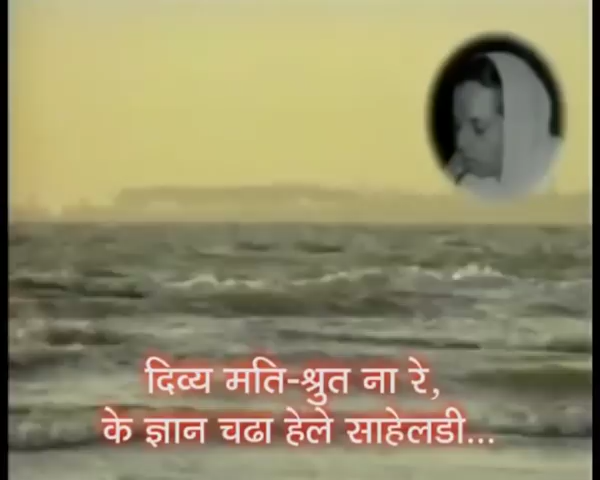 दिव्य मति-श्रुत ना रे,
के ज्ञान चढा हेले साहेलडी...